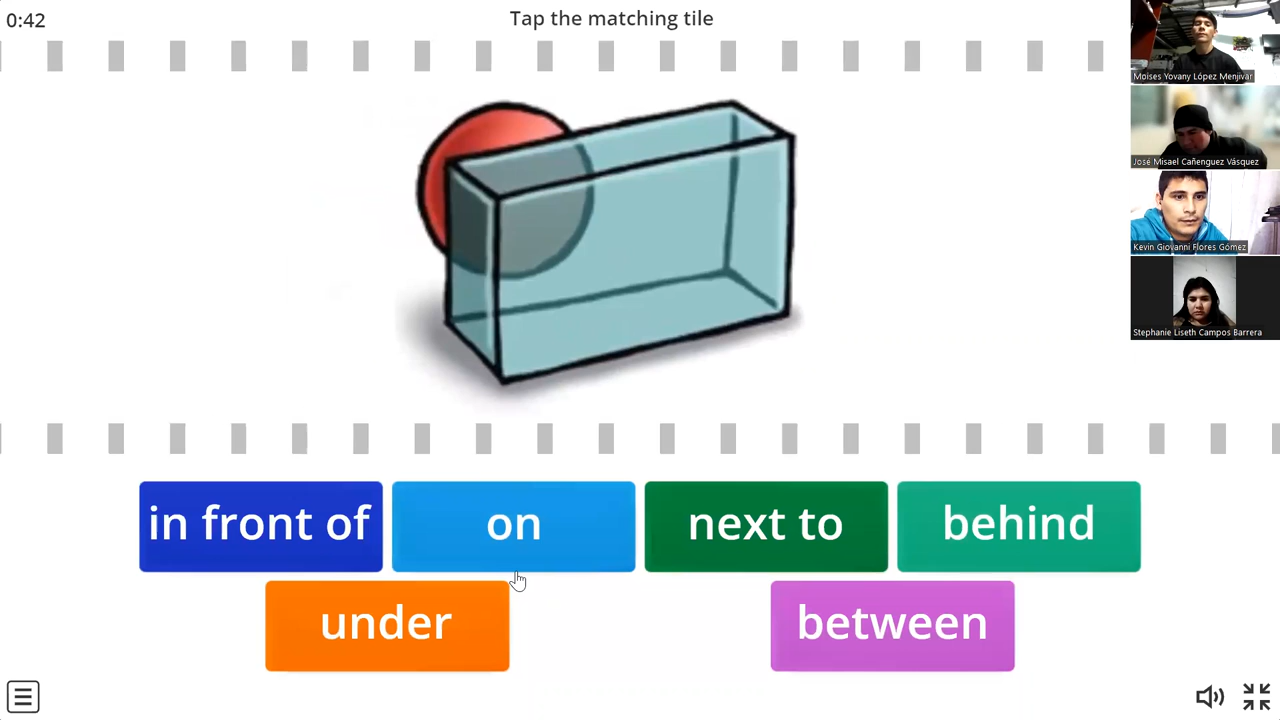 0:42
Tap the matching tile
Moises Yovany López Menjivar
José Misael Cañenguez Vásquez
Kevin Giovanni Flores Gómez
Stephanie Liseth Campos Barrera
in front of
on
next to
behind
under
between